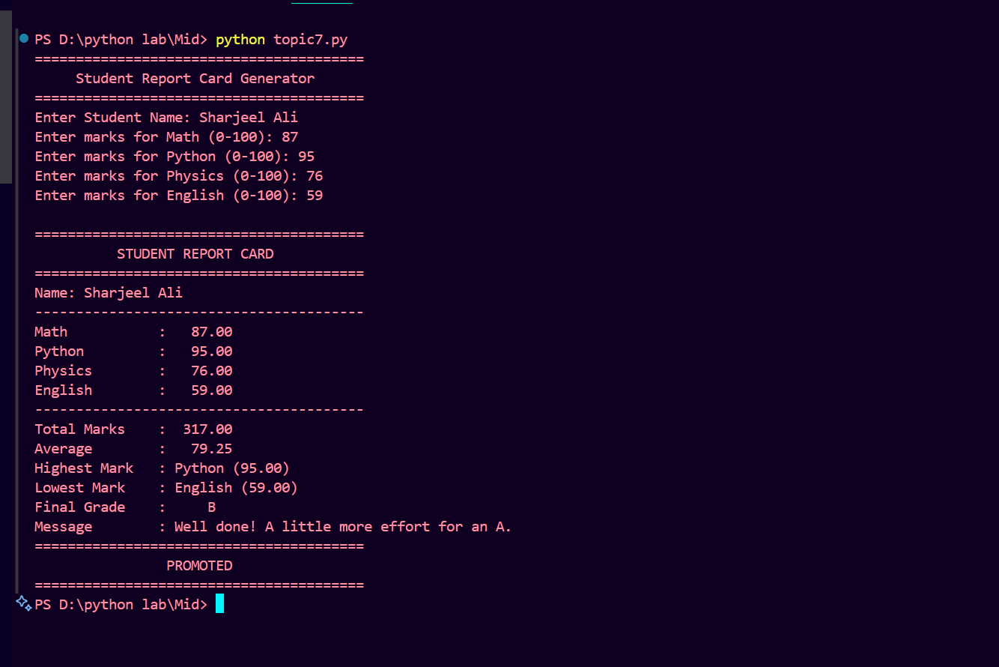 PS D:\python lab\Mid> python topic7.py
========================================
     Student Report Card Generator
========================================
Enter Student Name: Sharjeel Ali
Enter marks for Math (0-100): 87
Enter marks for Python (0-100): 95
Enter marks for Physics (0-100): 76
Enter marks for English (0-100): 59

========================================
          STUDENT REPORT CARD
========================================
Name: Sharjeel Ali
----------------------------------------
Math           :   87.00
Python         :   95.00
Physics        :   76.00
English        :   59.00
----------------------------------------
Total Marks    :  317.00
Average        :   79.25
Highest Mark   : Python (95.00)
Lowest Mark    : English (59.00)
Final Grade    :     B
Message        : Well done! A little more effort for an A.
========================================
                PROMOTED
========================================
PS D:\python lab\Mid>